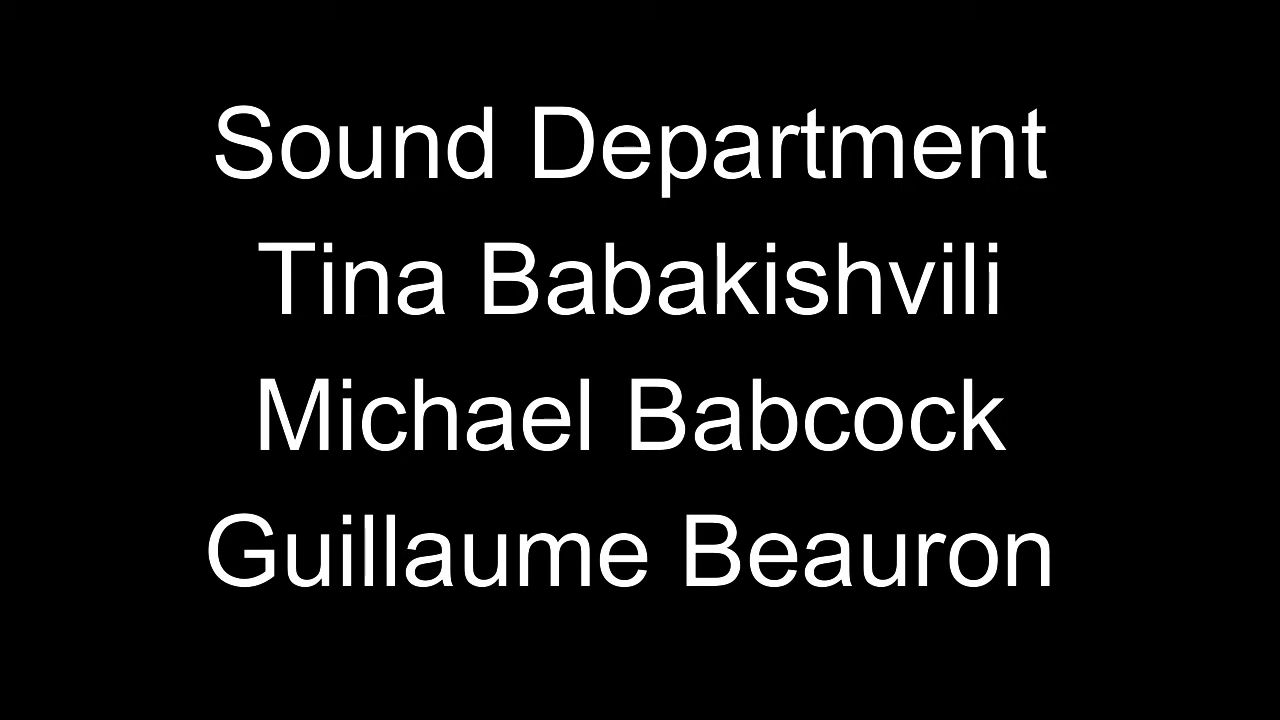 Sound Department
Tina Babakishvili
Michael Babcock
Guillaume Beauron